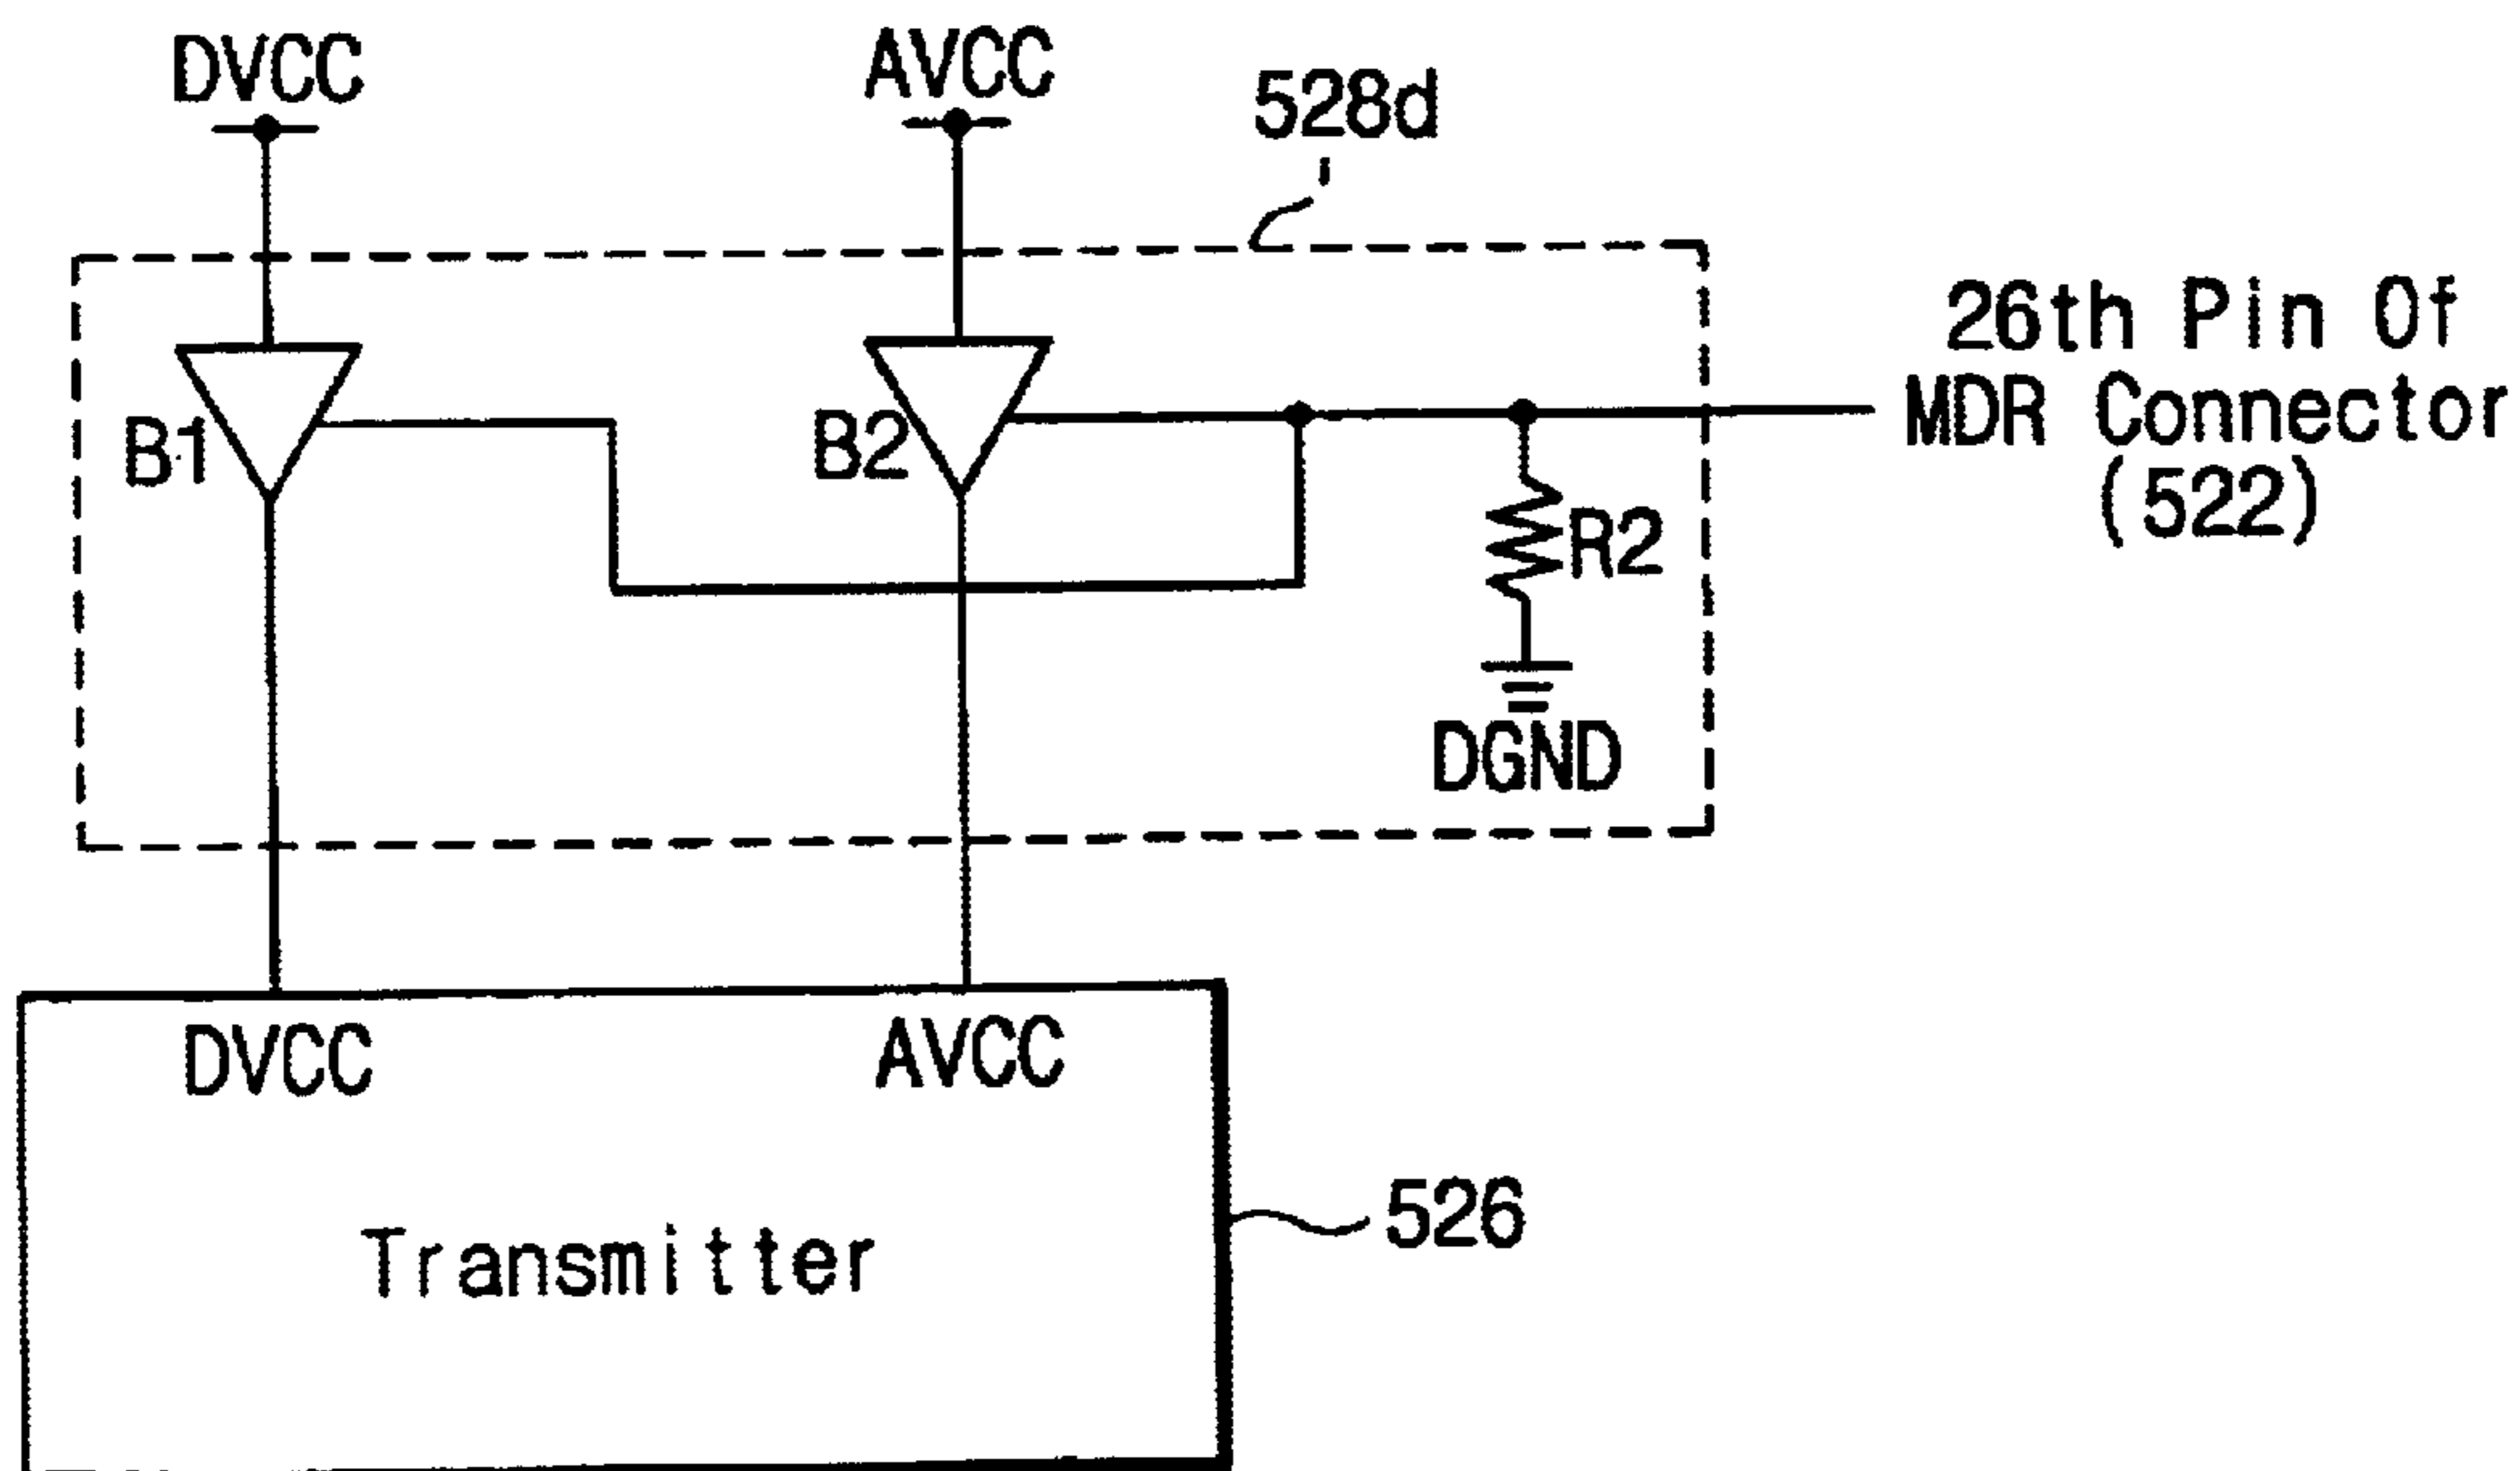 DVCC
AVCC
528d
26th Pin Of
MDR Connector
(522)
B1
B2
R2
DGND
DVCC
AVCC
Transmitter
526